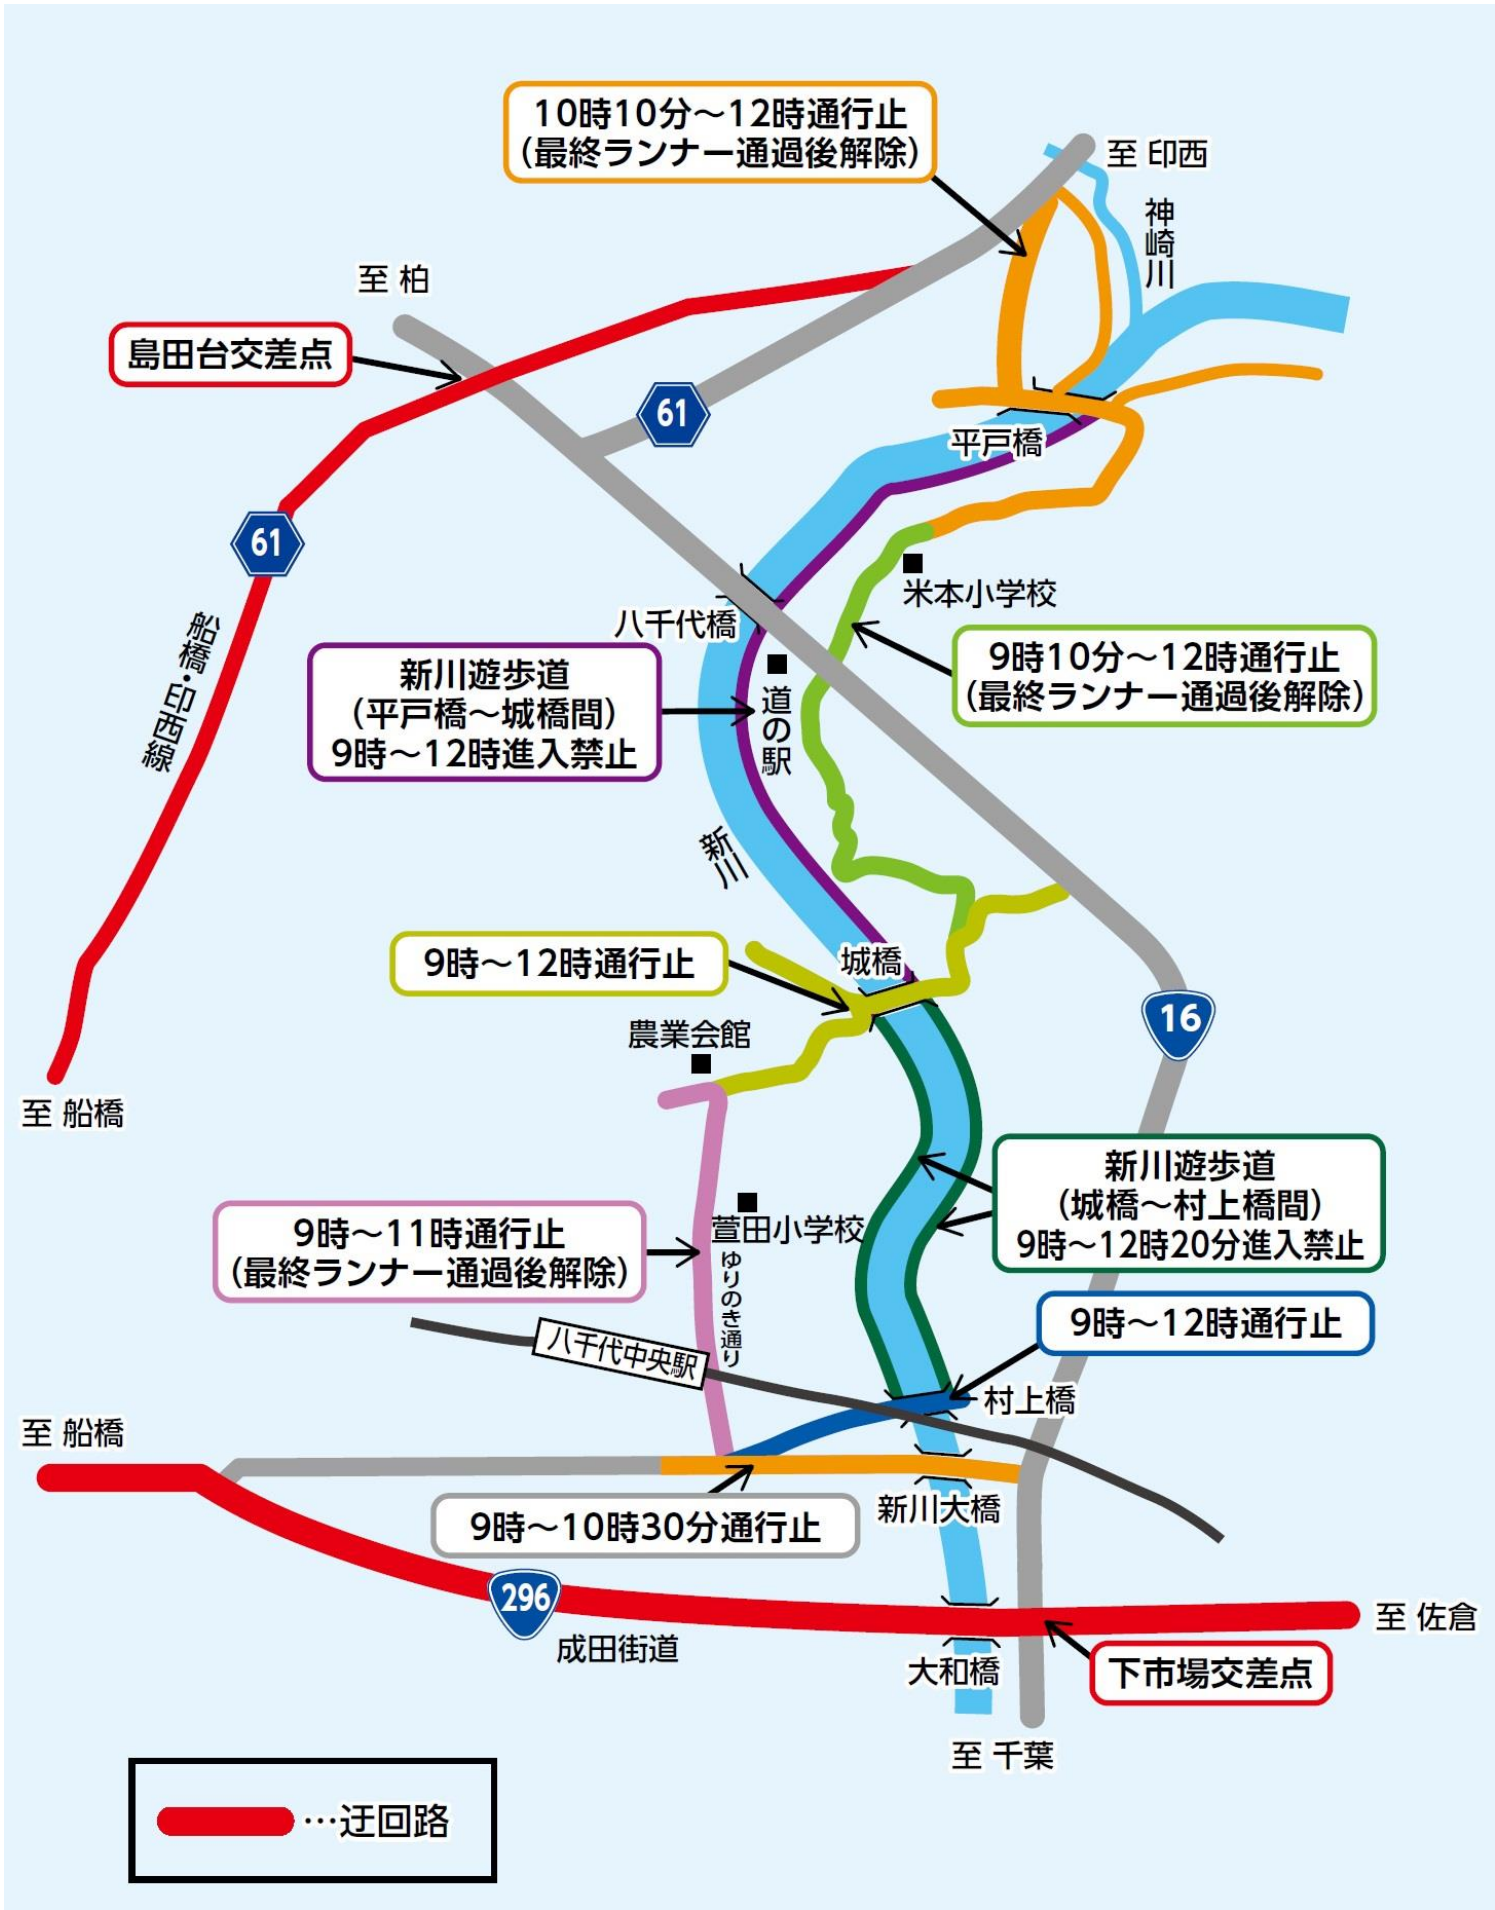 10時10分～12時通行止
（最終ランナー通過後解除）
至 印西
神崎川
至 柏
島田台交差点
61
平戸橋
61
米本小学校
八千代橋
船橋・印西線
9時10分～12時通行止
（最終ランナー通過後解除）
新川遊歩道
（平戸橋～城橋間）
9時～12時進入禁止
道の駅
新川
9時～12時通行止
城橋
農業会館
16
至 船橋
新川遊歩道
（城橋～村上橋間）
9時～12時20分進入禁止
萱田小学校
9時～11時通行止
（最終ランナー通過後解除）
ゆりのき通り
9時～12時通行止
八千代中央駅
村上橋
至 船橋
新川大橋
9時～10時30分通行止
296
成田街道
至 佐倉
大和橋
下市場交差点
至 千葉
…迂回路